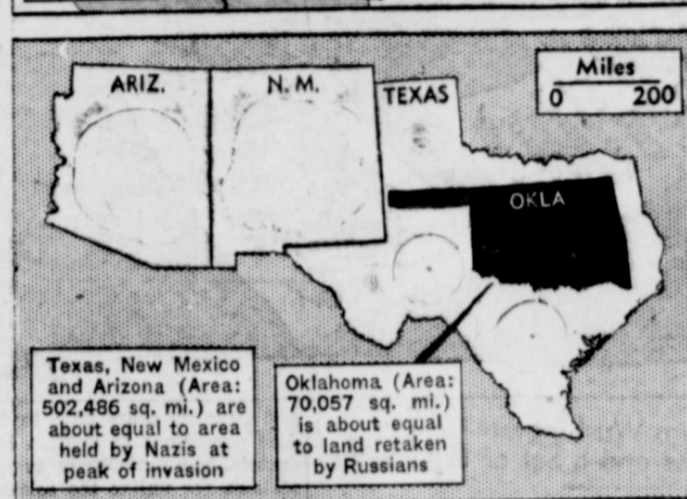 ARIZ.
N. M.
TEXAS
Miles
0 200
OKLA
Texas, New Mexico
and Arizona (Area:
502,486 sq. mi.) are
about equal to area
held by Nazis at
peak of invasion
Oklahoma (Area:
70,057 sq. mi.)
is about equal
to land retaken
by Russians